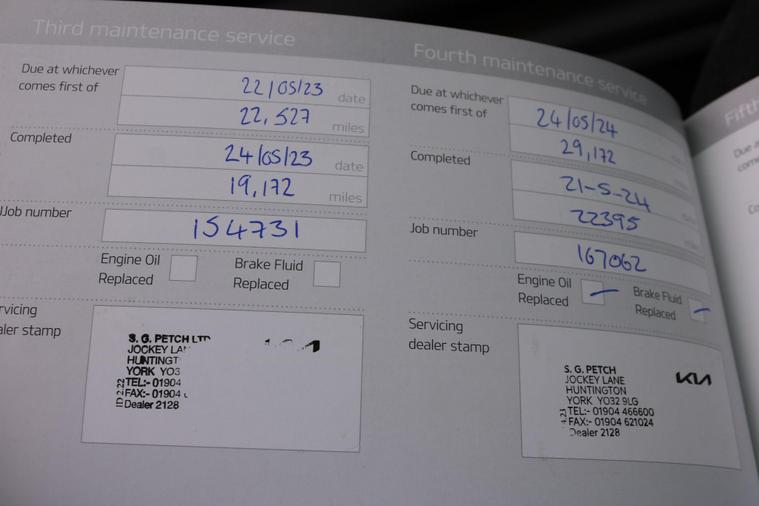 Third maintenance service
Due at whichever
comes first of
22/05/23 date
22,527 miles
Completed
24/05/23 date
19,172 miles
Job number
154731
Engine Oil
Replaced
Brake Fluid
Replaced
dealer stamp
S. G. PETCH LTD
JOCKEY
YORK YO3
TEL:- 01904
FAX:- 01904
Dealer 2128
Fourth maintenance service
Due at whichever
comes first of
24/05/24
29,172
Completed
21-5-24
22395
Job number
167062
Engine Oil
Replaced
Brake Fluid
Replaced
Servicing
dealer stamp
KIA
S. G. PETCH
JOCKEY LANE
HUNTINGTON
YORK YO32 9LG
TEL:- 01904 466600
FAX:- 01904 621024
Dealer 2128